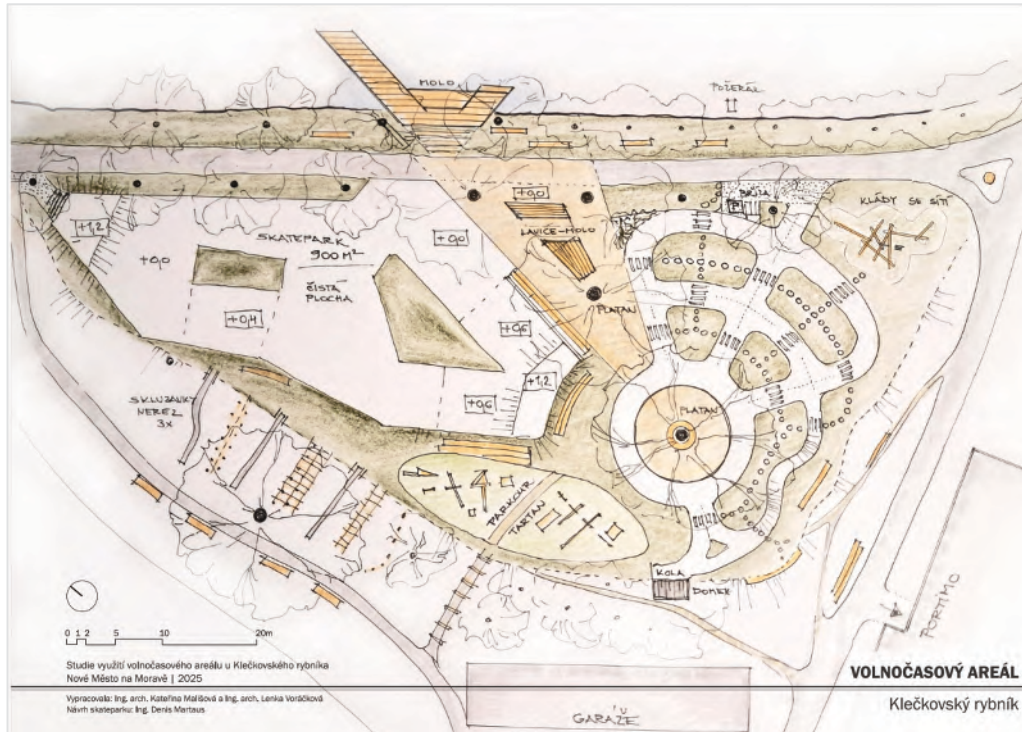 MOLO
POŽERÁK
+0,0
BRÁZA
KLÁDY SE SÍTÍ
+1,2
SKATEPARK
900 M²
+0,0
LAVICE-MOLO
+0,0
ČISTÁ
PLOCHA
PLATAN
+0,4
+0,6
+1,2
SKLUZAVKY
NEREZ
3x
+0,6
PLATAN
PARKOUR
TARTAN
KOLA
DOMEK
PORTIMO
0 1 2 5 10 20m
Studie využití volnočasového areálu u Klečkovského rybníka
Nové Město na Moravě | 2025
VOLNOČASOVÝ AREÁL
Vypracovala: Ing. arch. Kateřina Mališová a Ing. arch. Lenka Voráčková
Návrh skateparku: Ing. Denis Martaus
Klečkovský rybník
GARÁŽE